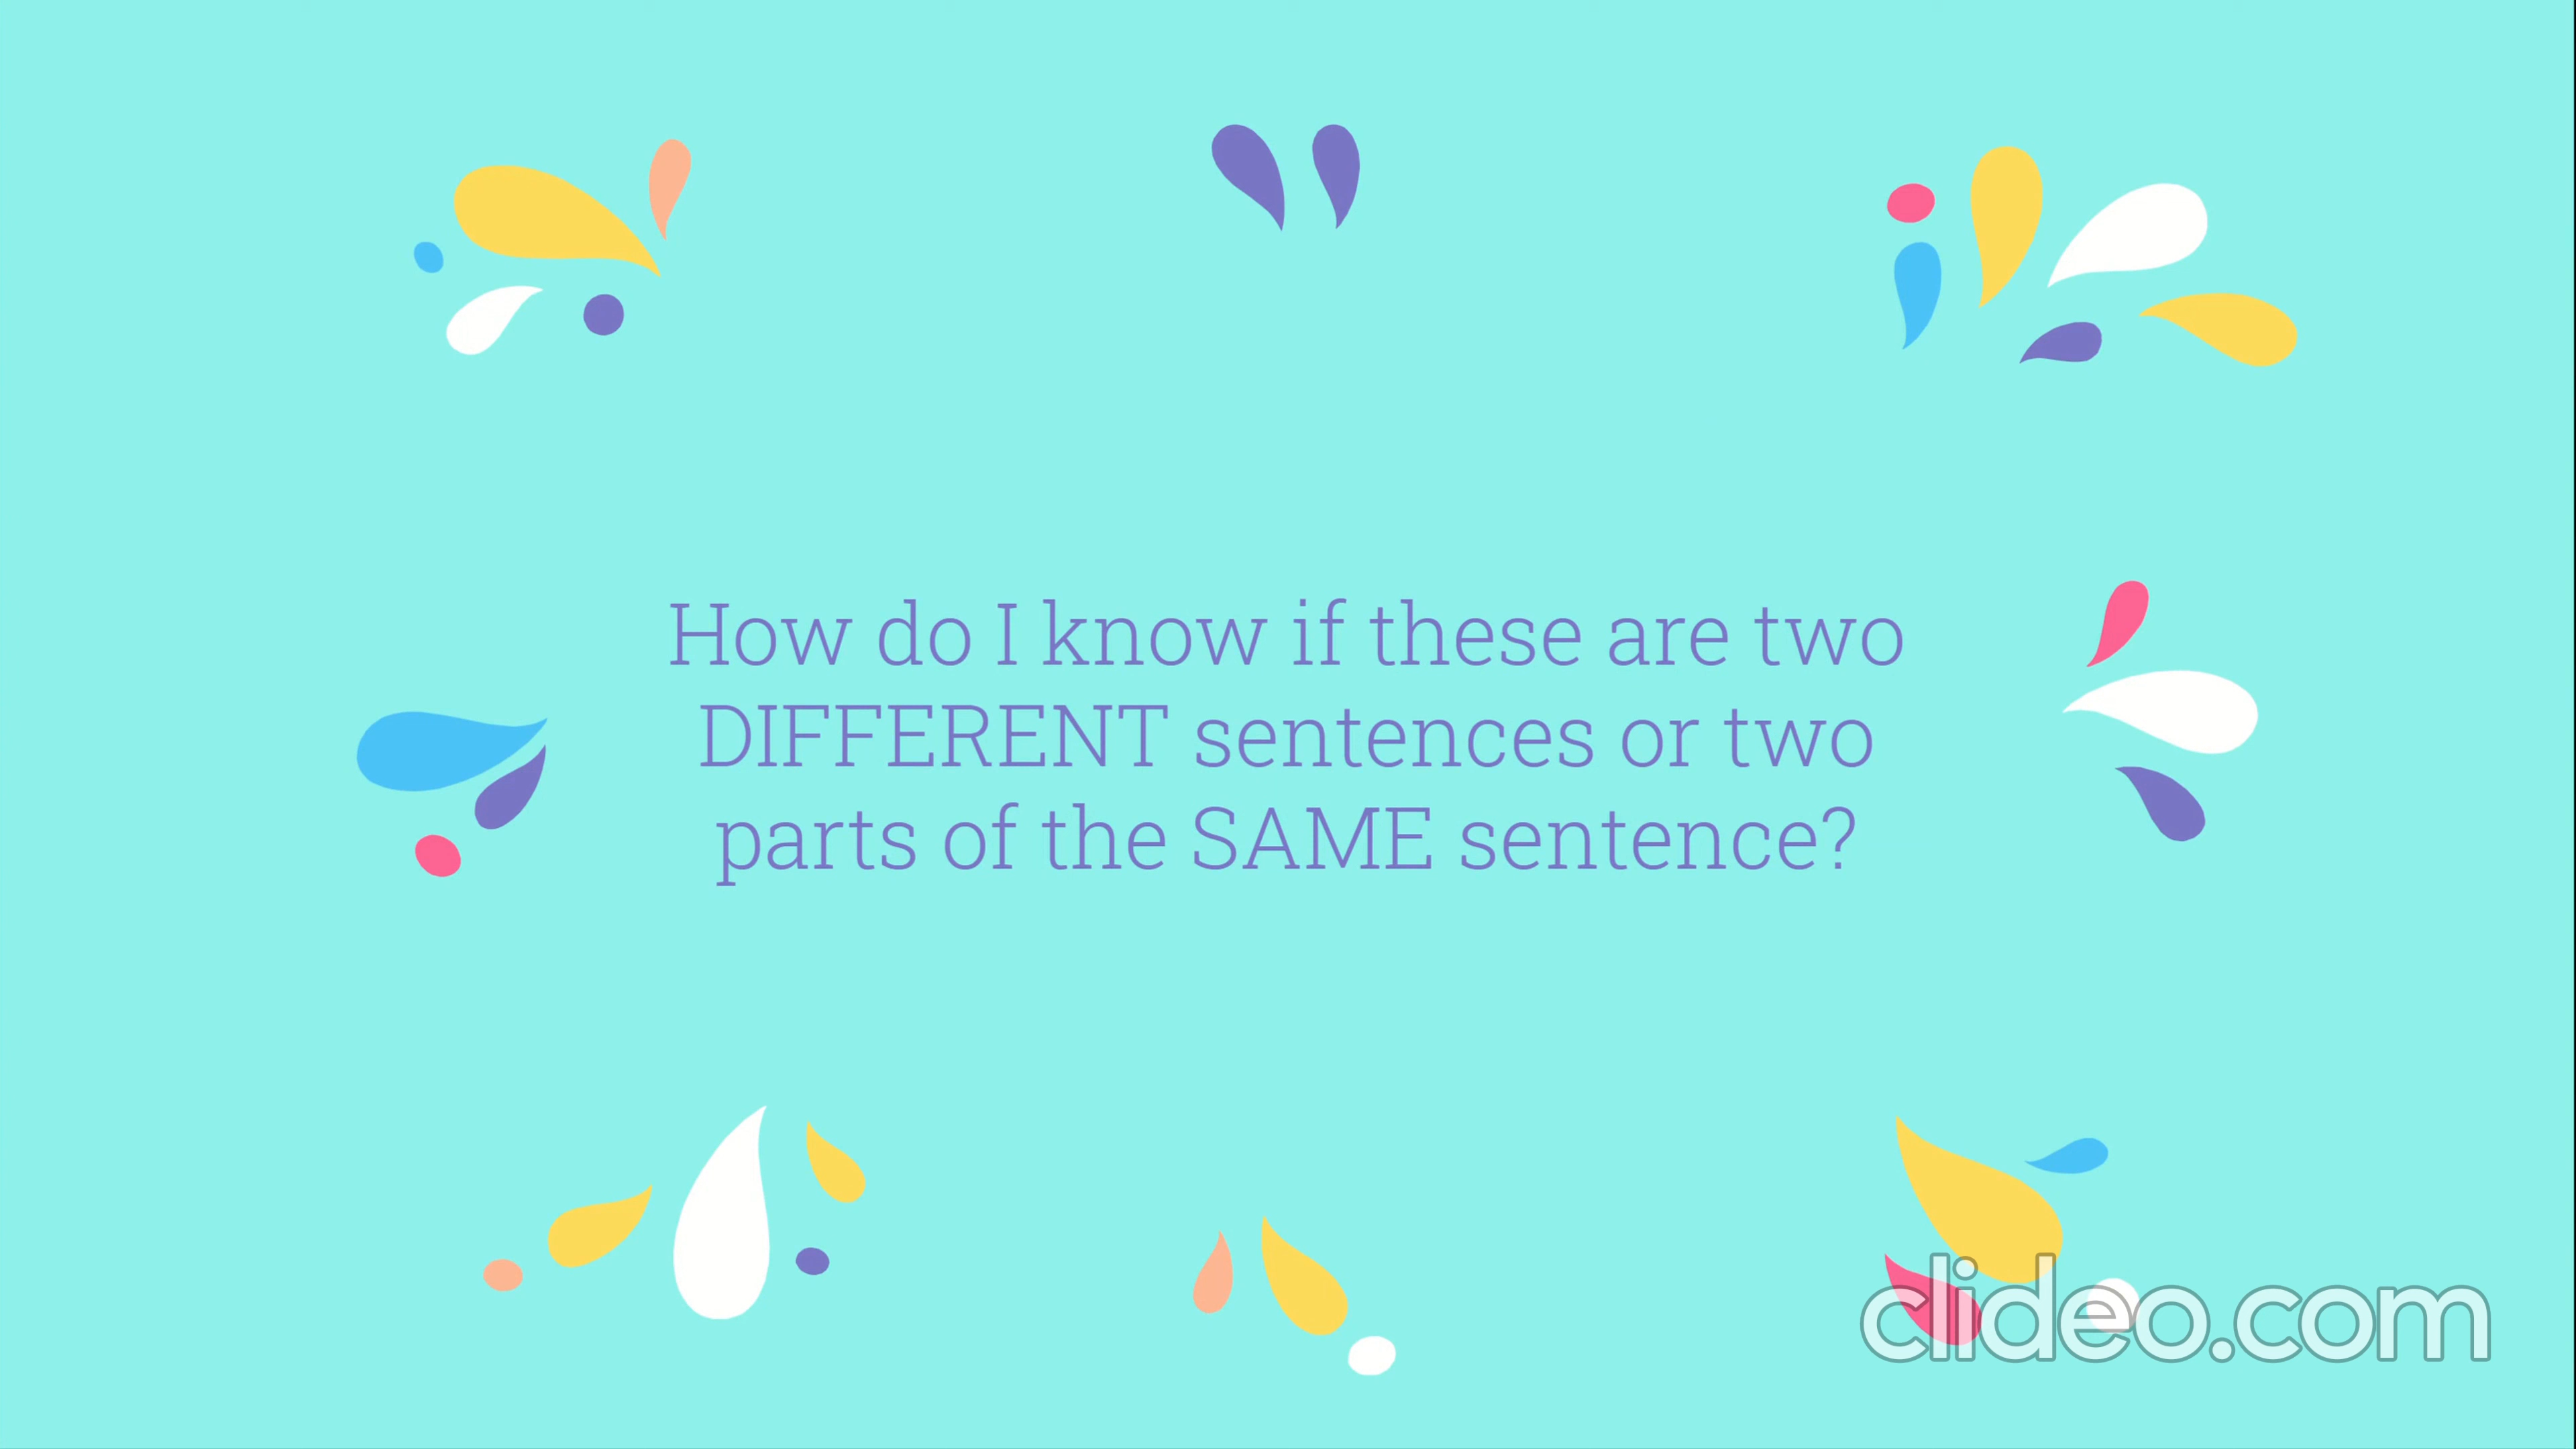 How do I know if these are two
DIFFERENT sentences or two
parts of the SAME sentence?
clideo.com